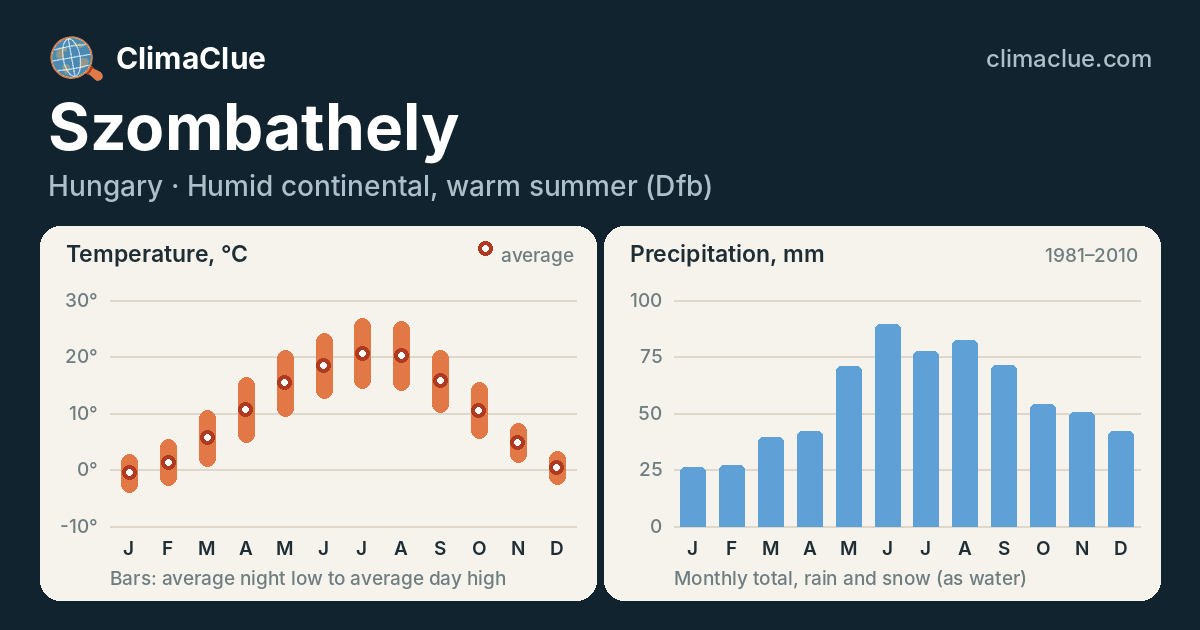 ClimaClue
climaclue.com
Szombathely
Hungary · Humid continental, warm summer (Dfb)
Temperature, °C
average
30°
20°
10°
0°
-10°
J F M A M J J A S O N D
Bars: average night low to average day high
Precipitation, mm
1981–2010
100
75
50
25
0
J F M A M J J A S O N D
Monthly total, rain and snow (as water)